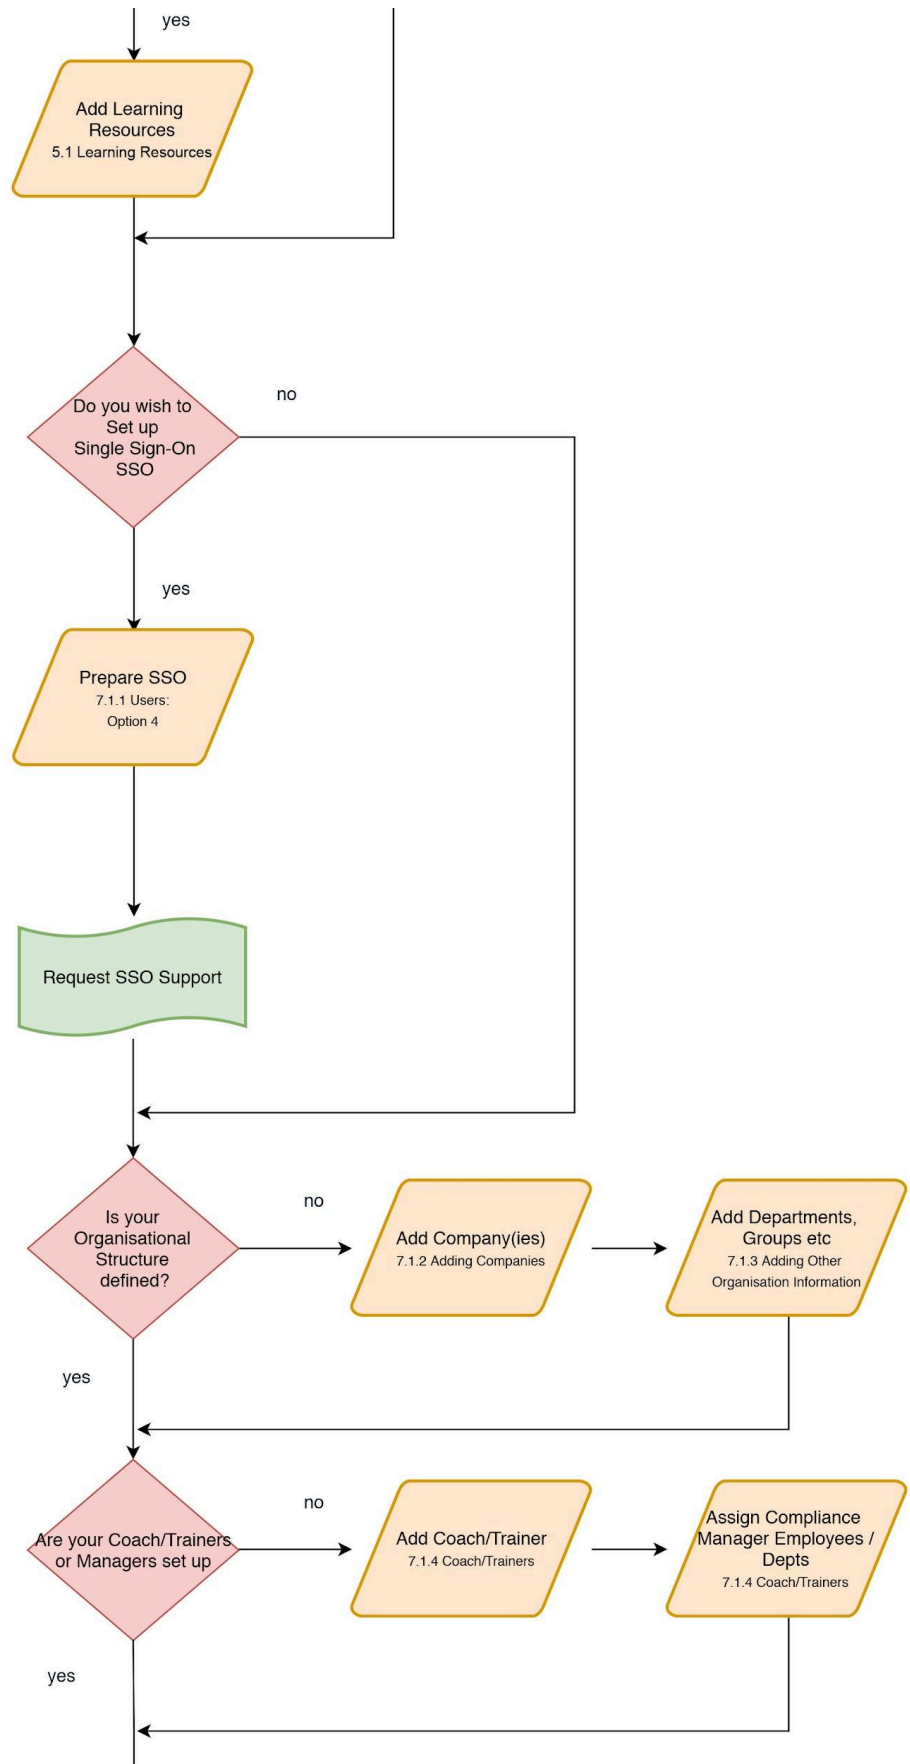 yes
Add Learning
Resources
5.1 Learning Resources
Do you wish to
Set up
Single Sign-On
SSO
no
yes
Prepare SSO
7.1.1 Users:
Option 4
Request SSO Support
Is your
Organisational
Structure
defined?
no
Add Company(ies)
7.1.2 Adding Companies
Add Departments,
Groups etc
7.1.3 Adding Other
Organisation Information
yes
Are your Coach/Trainers
or Managers set up
no
Add Coach/Trainer
7.1.4 Coach/Trainers
Assign Compliance
Manager Employees /
Depts
7.1.4 Coach/Trainers
yes